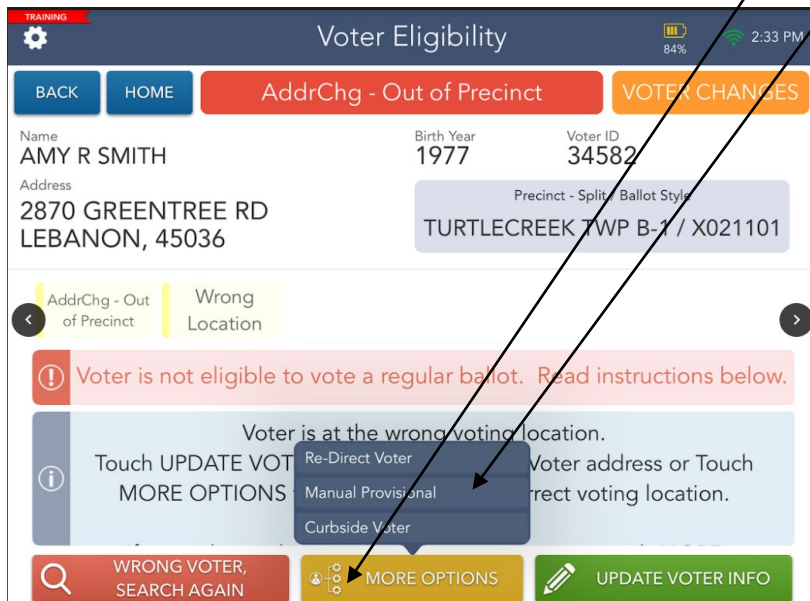 TRAINING
Voter Eligibility
84%
2:33 PM
BACK
HOME
AddrChg - Out of Precinct
VOTER CHANGES
Name
AMY R SMITH
Birth Year
1977
Voter ID
34582
Address
2870 GREENTREE RD
LEBANON, 45036
Precinct - Split / Ballot Style
TURTLECREEK TWP B-1 / X021101
AddrChg - Out
of Precinct
Wrong
Location
Voter is not eligible to vote a regular ballot. Read instructions below.
Voter is at the wrong voting location.
Touch UPDATE VOT Voter address or Touch
MORE OPTIONS rrect voting location.
Re-Direct Voter
Manual Provisional
Curbside Voter
WRONG VOTER,
SEARCH AGAIN
MORE OPTIONS
UPDATE VOTER INFO